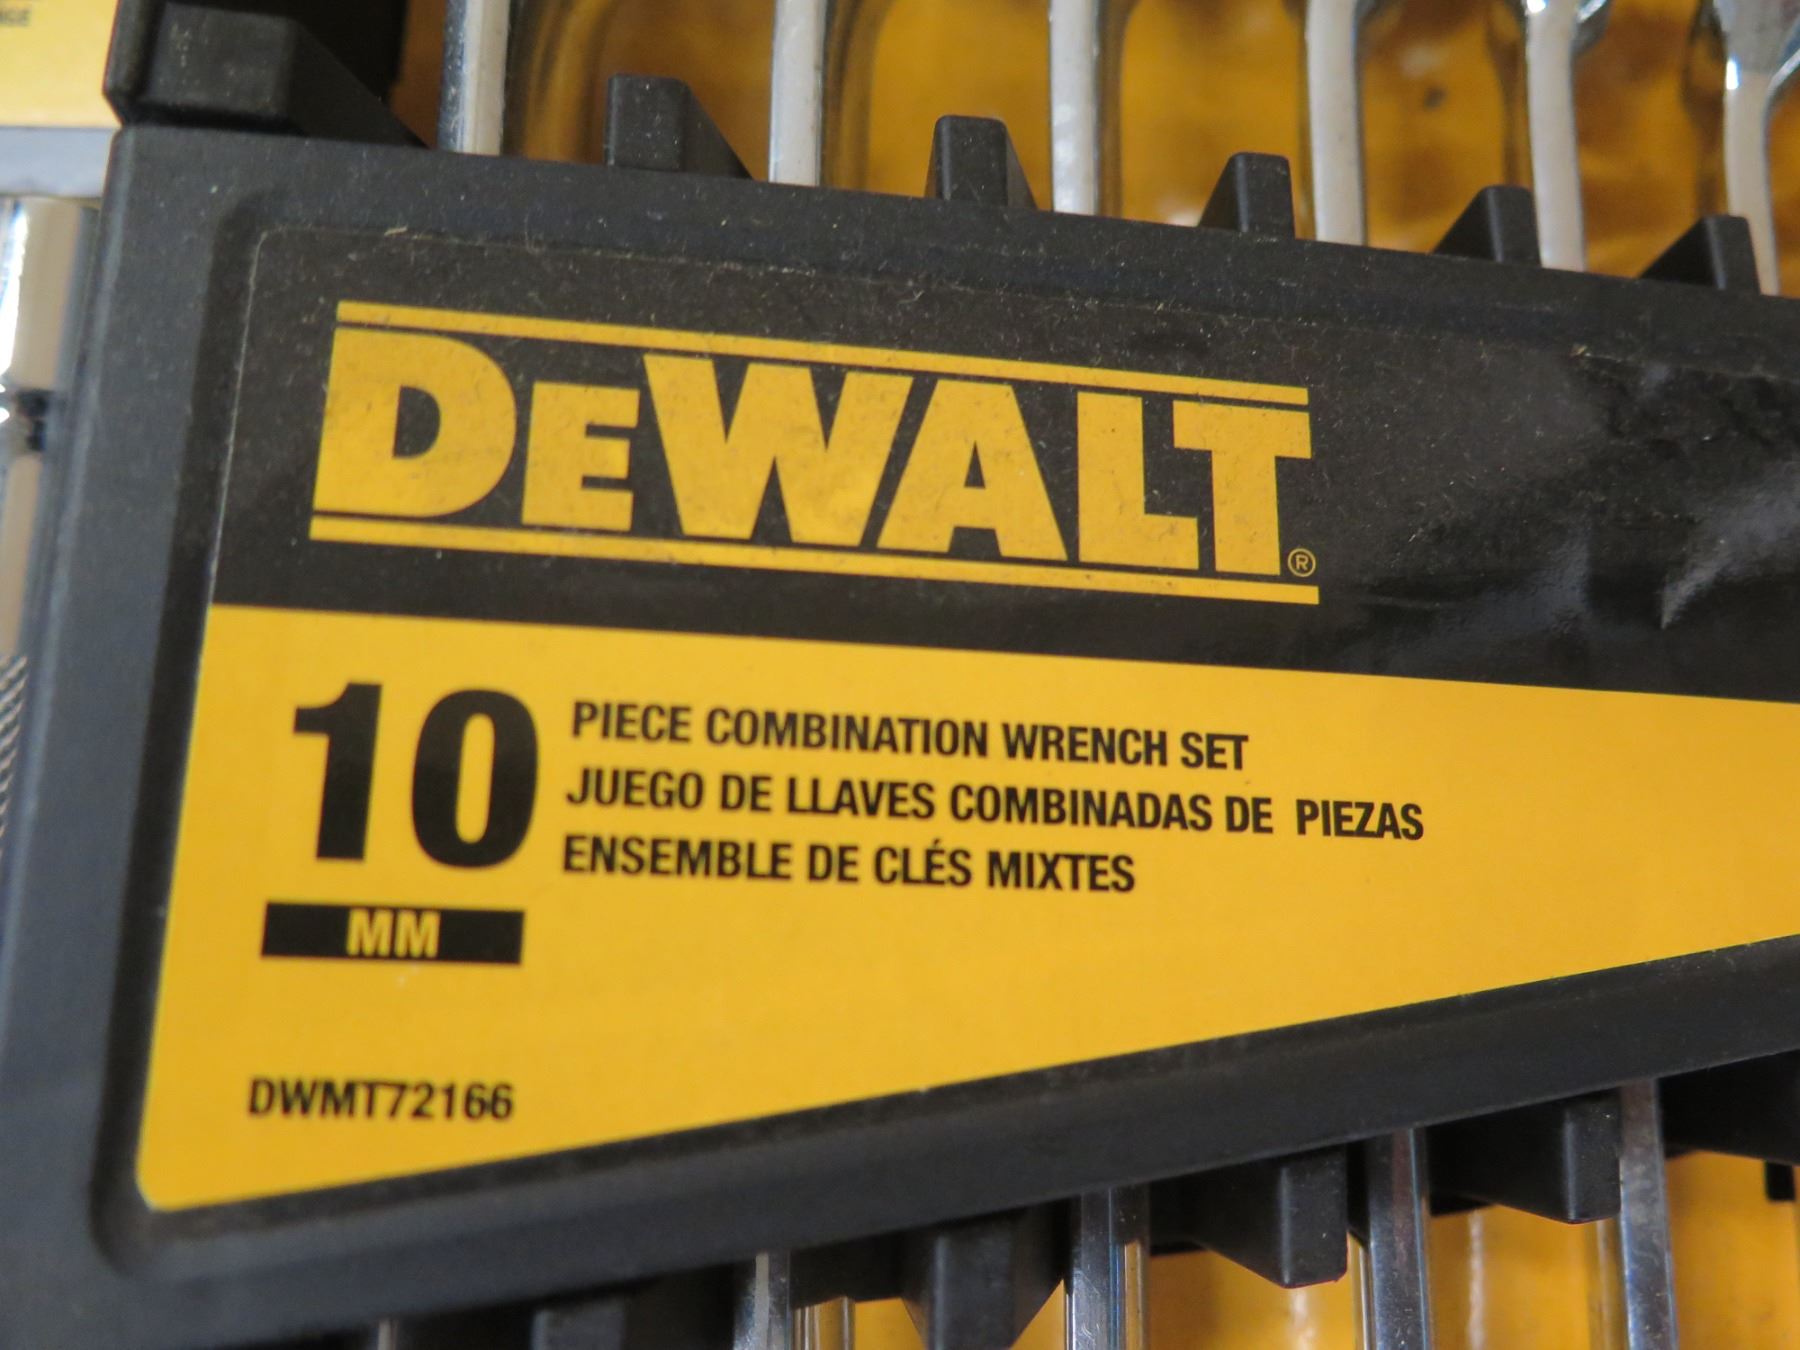 DEWALT®
10
PIECE COMBINATION WRENCH SET
JUEGO DE LLAVES COMBINADAS DE PIEZAS
ENSEMBLE DE CLÉS MIXTES
MM
DWMT72166